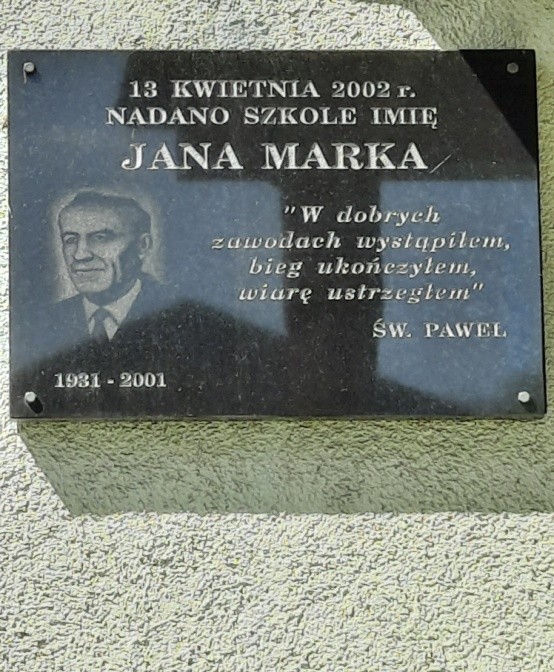 13 KWIETNIA 2002 r.
NADANO SZKOLE IMIĘ
JANA MARKA
"W dobrych
zawodach wystąpiłem,
bieg ukończyłem,
wiarę ustrzegłem"
ŚW. PAWEŁ
1931 - 2001